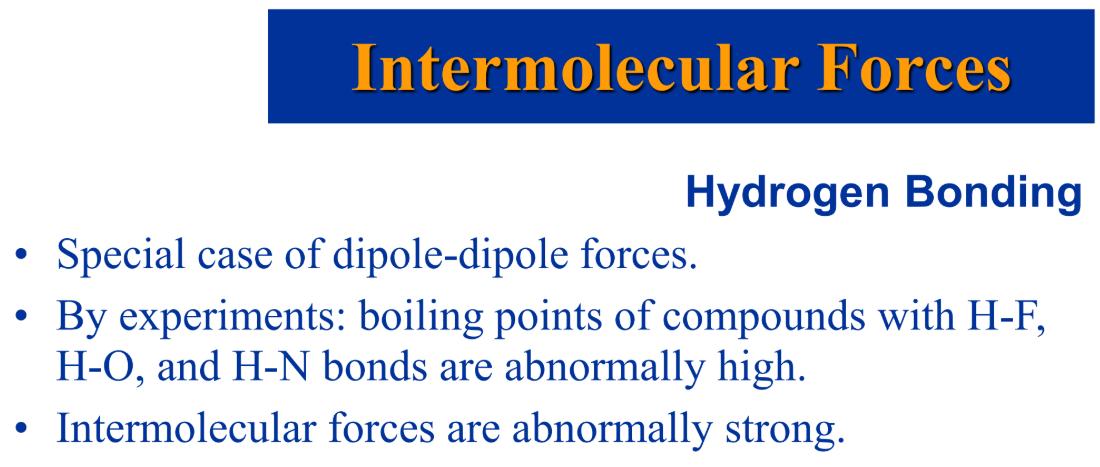 Intermolecular Forces
Hydrogen Bonding
• Special case of dipole-dipole forces.
• By experiments: boiling points of compounds with H-F,
H-O, and H-N bonds are abnormally high.
• Intermolecular forces are abnormally strong.